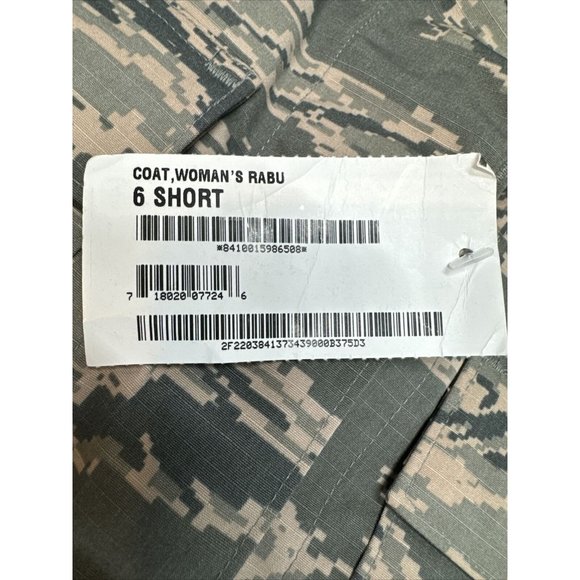 COAT,WOMAN'S RABU
6 SHORT
*8410015986508*
7 18020 07724 6
2F2203841373439000B375D3